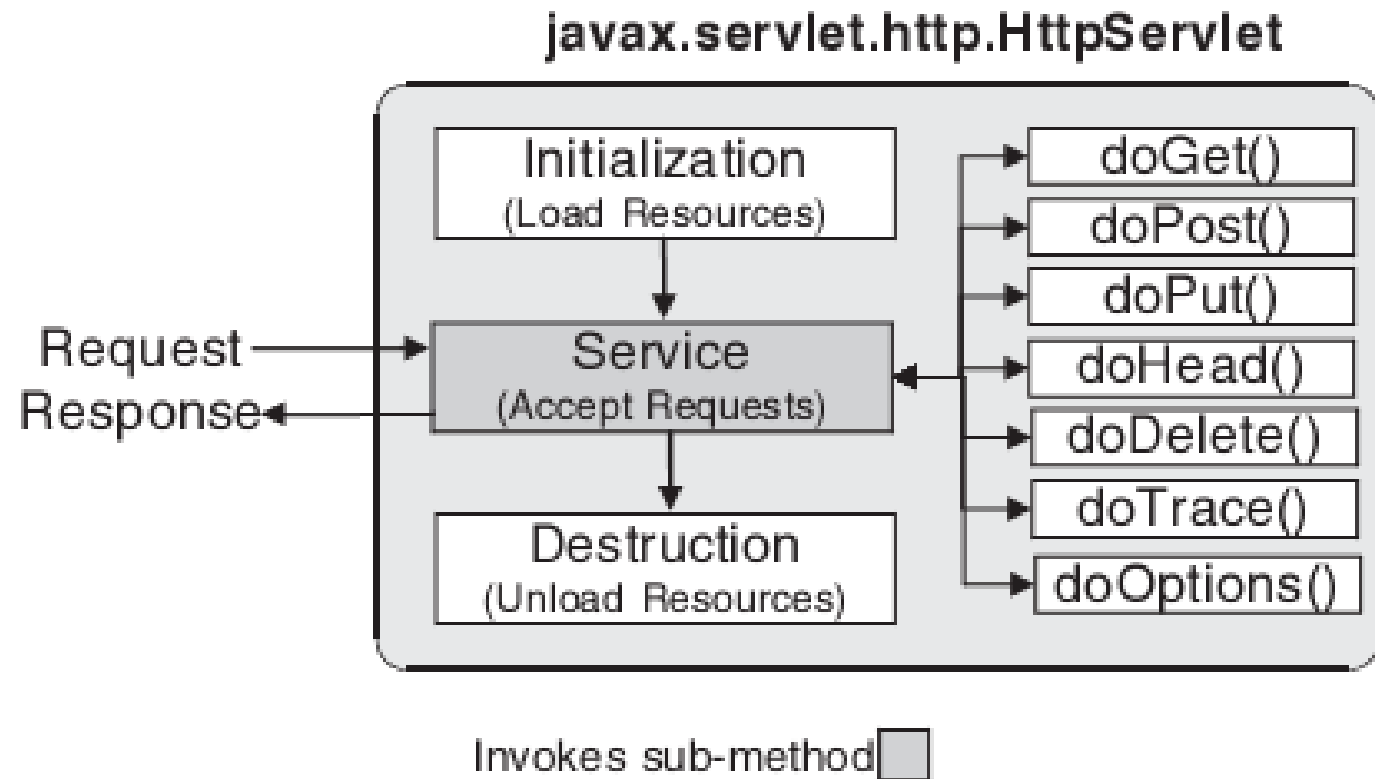 javax.servlet.http.HttpServlet
Initialization
(Load Resources)
Request
Response
Service
(Accept Requests)
Destruction
(Unload Resources)
doGet()
doPost()
doPut()
doHead()
doDelete()
doTrace()
doOptions()
Invokes sub-method